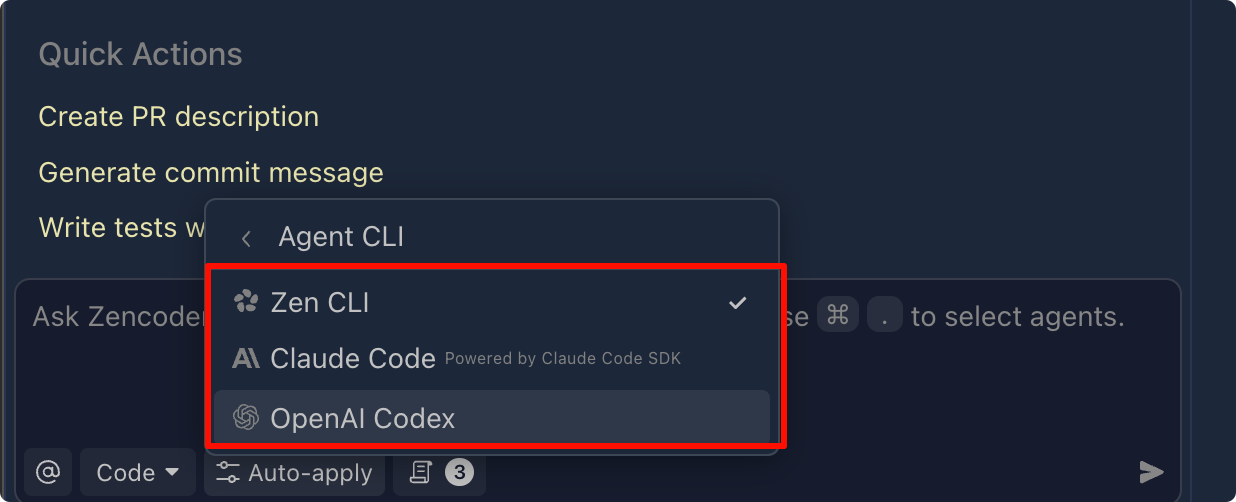 Quick Actions
Create PR description
Generate commit message
Write tests w
Agent CLI
Zen CLI
Claude Code Powered by Claude Code SDK
OpenAI Codex
Ask Zencoder
se ⌘ . to select agents.
@ Code Auto-apply 3